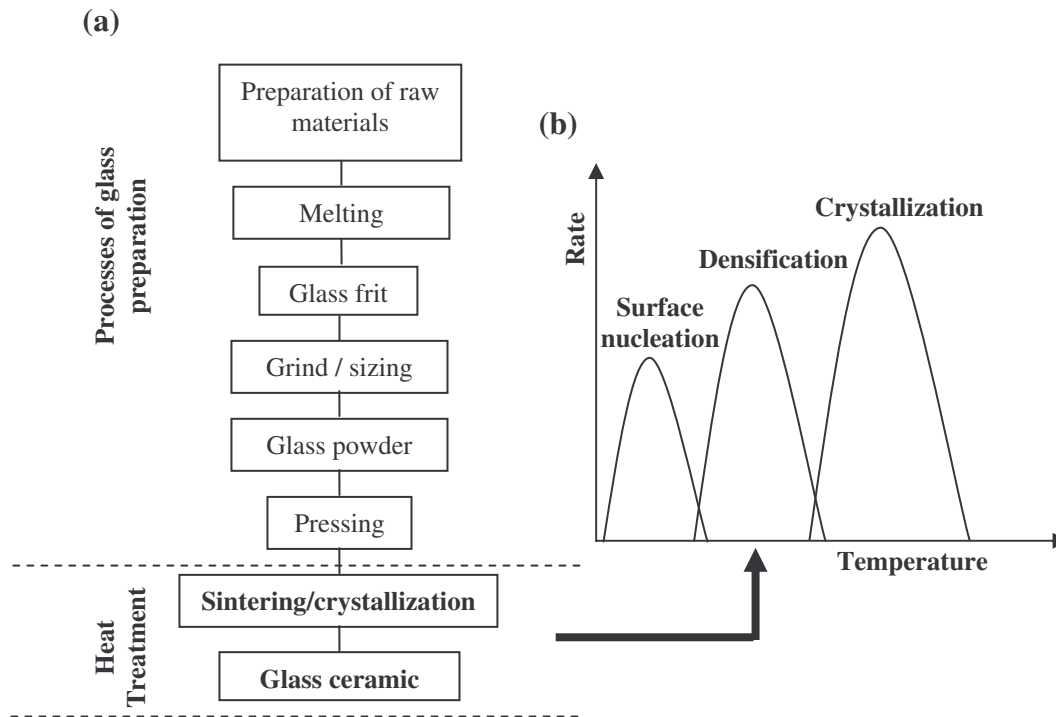 (a)
Preparation of raw
materials
Melting
Glass frit
Grind / sizing
Glass powder
Pressing
Sintering/crystallization
Glass ceramic
Processes of glass
preparation
Heat
Treatment
(b)
Rate
Surface
nucleation
Densification
Crystallization
Temperature